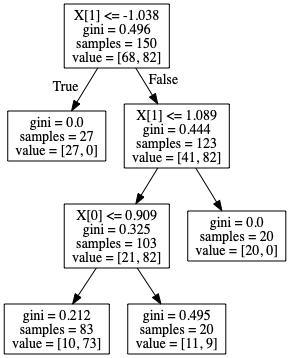 X[1] <= -1.038
gini = 0.496
samples = 150
value = [68, 82]
True
False
gini = 0.0
samples = 27
value = [27, 0]
X[1] <= 1.089
gini = 0.444
samples = 123
value = [41, 82]
X[0] <= 0.909
gini = 0.325
samples = 103
value = [21, 82]
gini = 0.0
samples = 20
value = [20, 0]
gini = 0.212
samples = 83
value = [10, 73]
gini = 0.495
samples = 20
value = [11, 9]